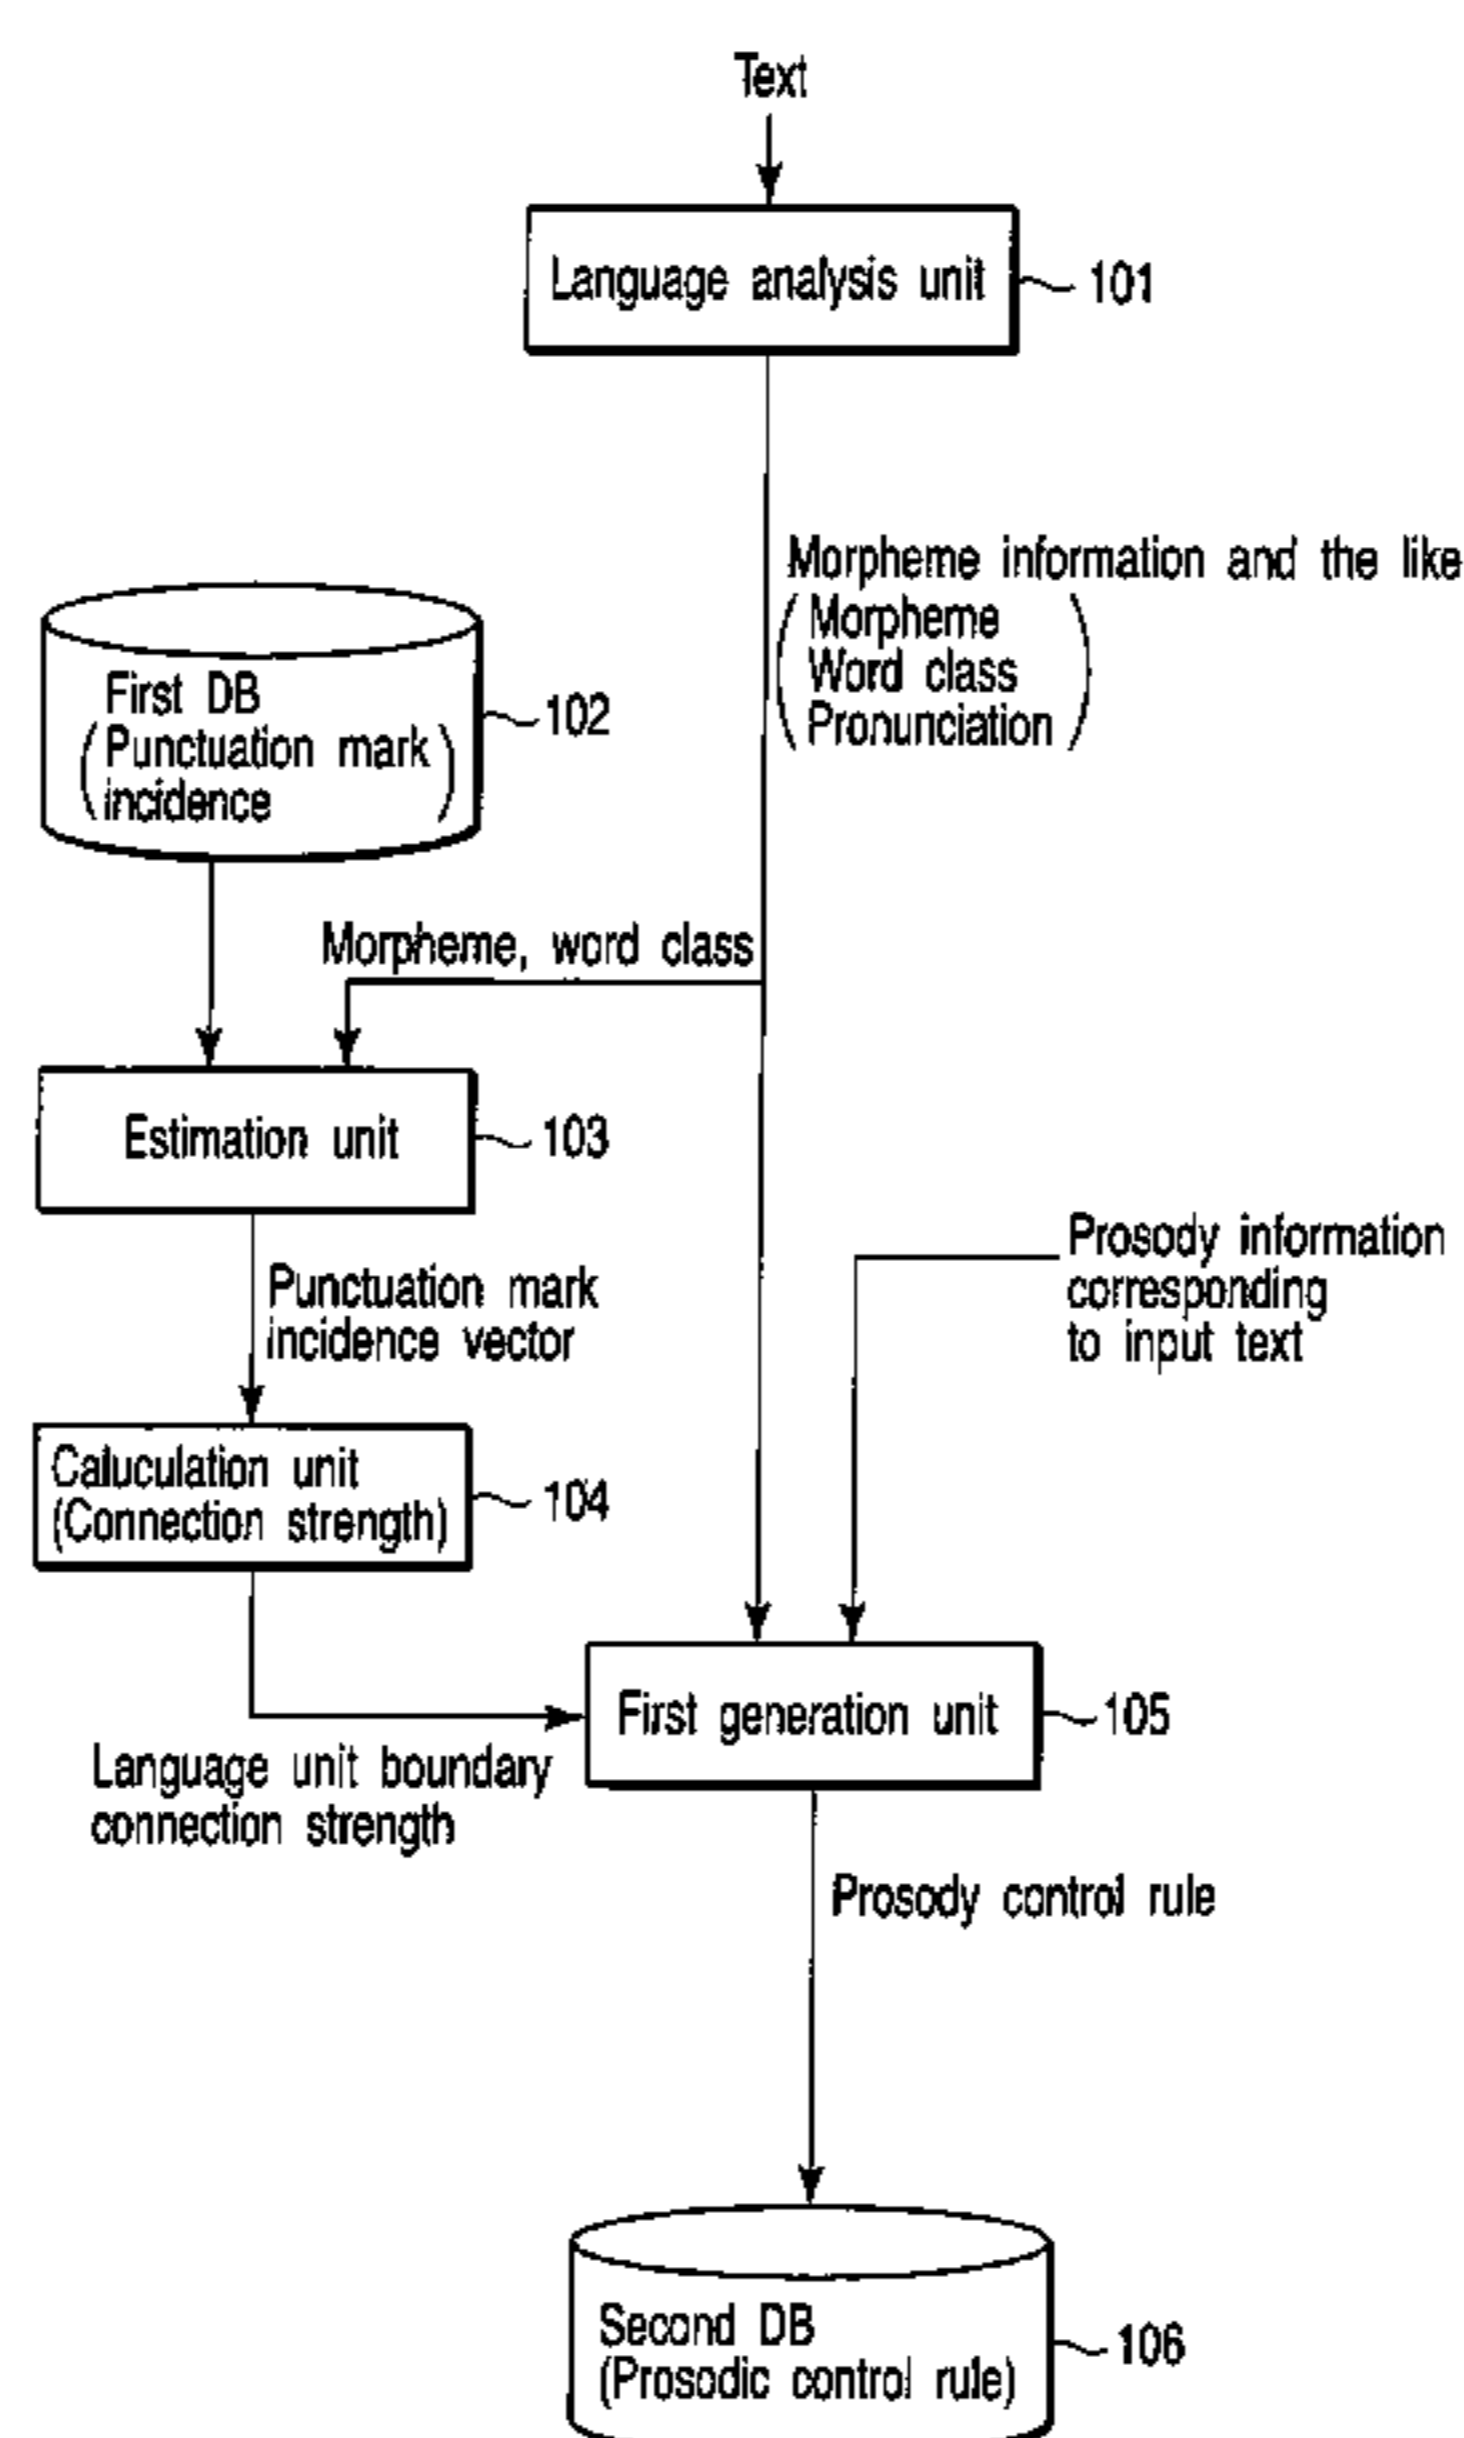 Text
Language analysis unit
101
Morpheme information and the like
(Morpheme
Word class
Pronunciation)
First DB
(Punctuation mark
incidence)
102
Morpheme, word class
Estimation unit
103
Prosody information
corresponding
to input text
Punctuation mark
incidence vector
Caluculation unit
(Connection strength)
104
First generation unit
105
Language unit boundary
connection strength
Prosody control rule
Second DB
(Prosodic control rule)
106